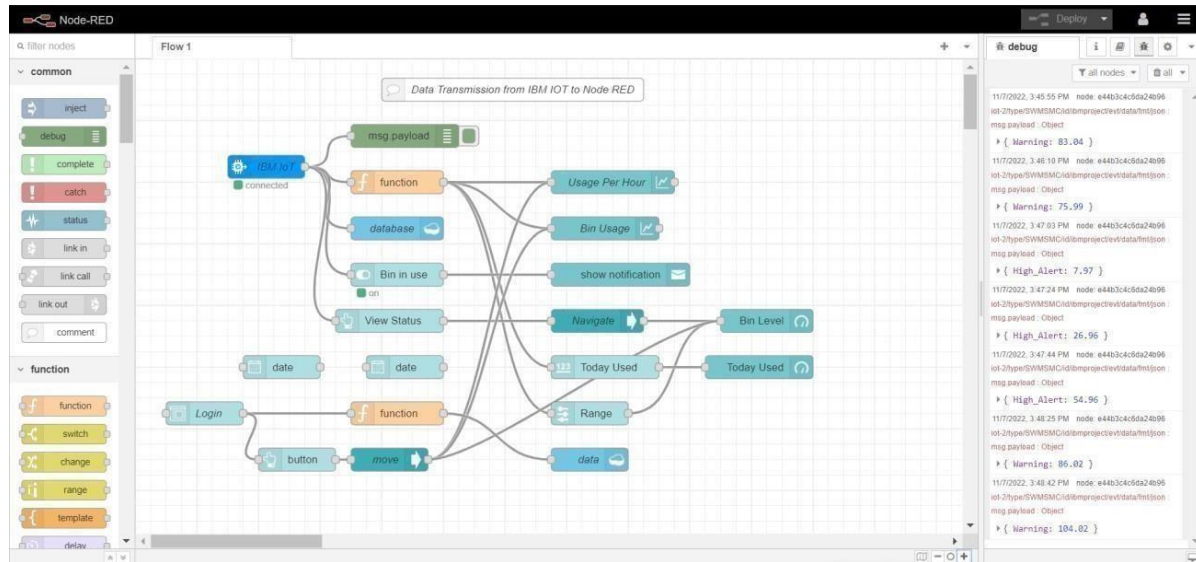 Node-RED
Deploy
filter nodes
Flow 1
debug
i
all nodes
all
common
inject
debug
complete
catch
status
link in
link call
link out
comment
function
function
switch
change
range
template
delay
Data Transmission from IBM IOT to Node RED
msg payload
IBM IoT
connected
function
Usage Per Hour
database
Bin Usage
Bin in use
on
show notification
View Status
Navigate
Bin Level
date
date
123
Today Used
Today Used
Login
function
Range
button
move
data
11/7/2022, 3:45:55 PM node: e44b3c4c6da24b96
iot-2/type/SWMSMC/id/ibmproject/evt/data/fmt/json :
msg.payload : Object
{ Warning: 83.04 }
11/7/2022, 3:46:10 PM node: e44b3c4c6da24b96
iot-2/type/SWMSMC/id/ibmproject/evt/data/fmt/json :
msg.payload : Object
{ Warning: 75.99 }
11/7/2022, 3:47:03 PM node: e44b3c4c6da24b96
iot-2/type/SWMSMC/id/ibmproject/evt/data/fmt/json :
msg.payload : Object
{ High_Alert: 7.97 }
11/7/2022, 3:47:24 PM node: e44b3c4c6da24b96
iot-2/type/SWMSMC/id/ibmproject/evt/data/fmt/json :
msg.payload : Object
{ High_Alert: 26.96 }
11/7/2022, 3:47:44 PM node: e44b3c4c6da24b96
iot-2/type/SWMSMC/id/ibmproject/evt/data/fmt/json :
msg.payload : Object
{ High_Alert: 54.96 }
11/7/2022, 3:48:25 PM node: e44b3c4c6da24b96
iot-2/type/SWMSMC/id/ibmproject/evt/data/fmt/json :
msg.payload : Object
{ Warning: 86.02 }
11/7/2022, 3:48:42 PM node: e44b3c4c6da24b96
iot-2/type/SWMSMC/id/ibmproject/evt/data/fmt/json :
msg.payload : Object
{ Warning: 104.02 }